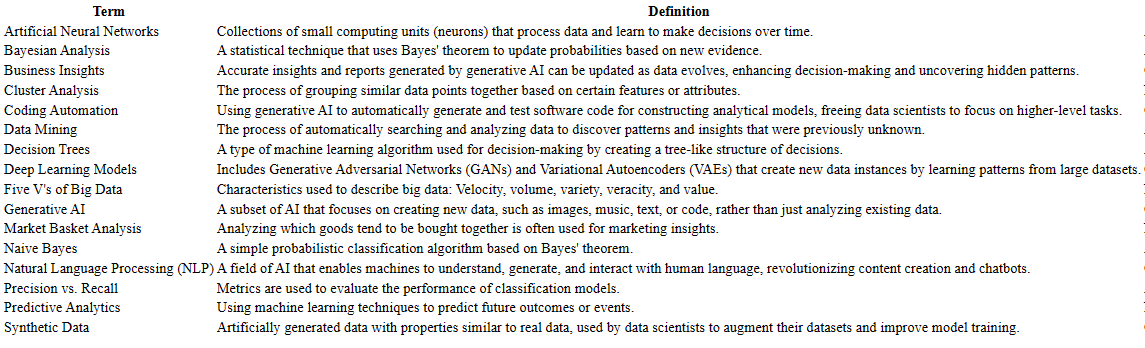 Term Definition
Artificial Neural Networks Collections of small computing units (neurons) that process data and learn to make decisions over time.
Bayesian Analysis A statistical technique that uses Bayes' theorem to update probabilities based on new evidence.
Business Insights Accurate insights and reports generated by generative AI can be updated as data evolves, enhancing decision-making and uncovering hidden patterns.
Cluster Analysis The process of grouping similar data points together based on certain features or attributes.
Coding Automation Using generative AI to automatically generate and test software code for constructing analytical models, freeing data scientists to focus on higher-level tasks.
Data Mining The process of automatically searching and analyzing data to discover patterns and insights that were previously unknown.
Decision Trees A type of machine learning algorithm used for decision-making by creating a tree-like structure of decisions.
Deep Learning Models Includes Generative Adversarial Networks (GANs) and Variational Autoencoders (VAEs) that create new data instances by learning patterns from large datasets.
Five V's of Big Data Characteristics used to describe big data: Velocity, volume, variety, veracity, and value.
Generative AI A subset of AI that focuses on creating new data, such as images, music, text, or code, rather than just analyzing existing data.
Market Basket Analysis Analyzing which goods tend to be bought together is often used for marketing insights.
Naive Bayes A simple probabilistic classification algorithm based on Bayes' theorem.
Natural Language Processing (NLP) A field of AI that enables machines to understand, generate, and interact with human language, revolutionizing content creation and chatbots.
Precision vs. Recall Metrics are used to evaluate the performance of classification models.
Predictive Analytics Using machine learning techniques to predict future outcomes or events.
Synthetic Data Artificially generated data with properties similar to real data, used by data scientists to augment their datasets and improve model training.